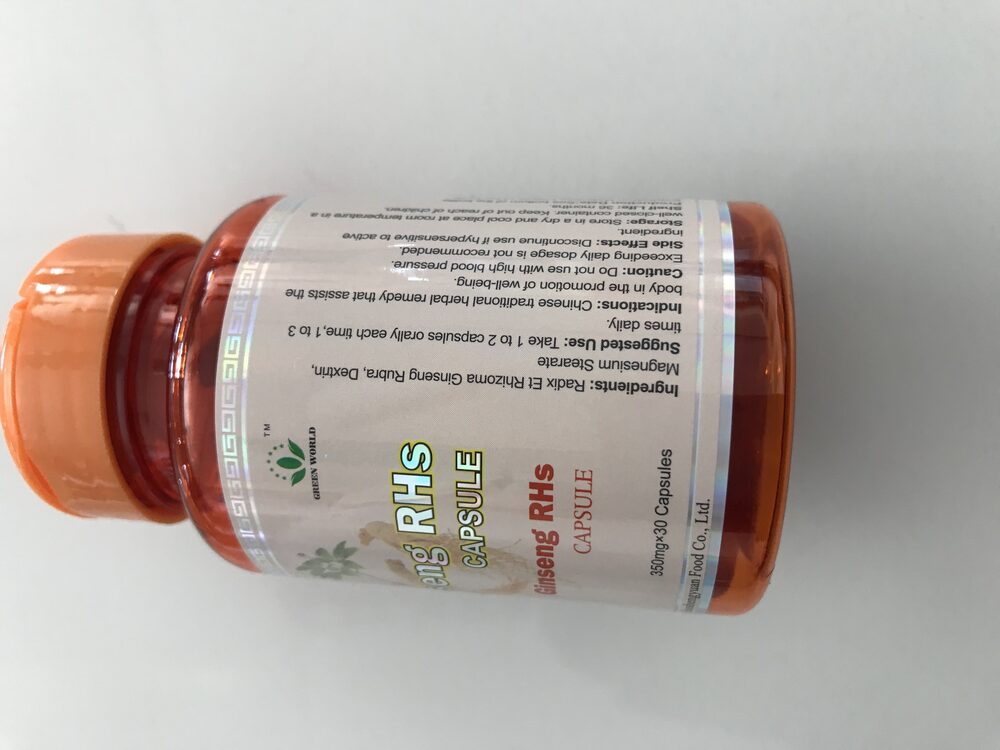 TM
GREEN WORLD
RHs
CAPSULE
Ginseng RHs
CAPSULE
350mg×30 Capsules
Food Co., Ltd.
Ingredients: Radix Et Rhizoma Ginseng Rubra, Dextrin,
Magnesium Stearate
Suggested Use: Take 1 to 2 capsules orally each time,1 to 3
times daily.
Indications: Chinese traditional herbal remedy that assists the
body in the promotion of well-being.
Caution: Do not use with high blood pressure.
Exceeding daily dosage is not recommended.
Side Effects: Discontinue use if hypersensitive to active
ingredient.
Storage: Store in a dry and cool place at room temperature in a
well-closed container. Keep out of reach of children.
Shelf Life: 36 months